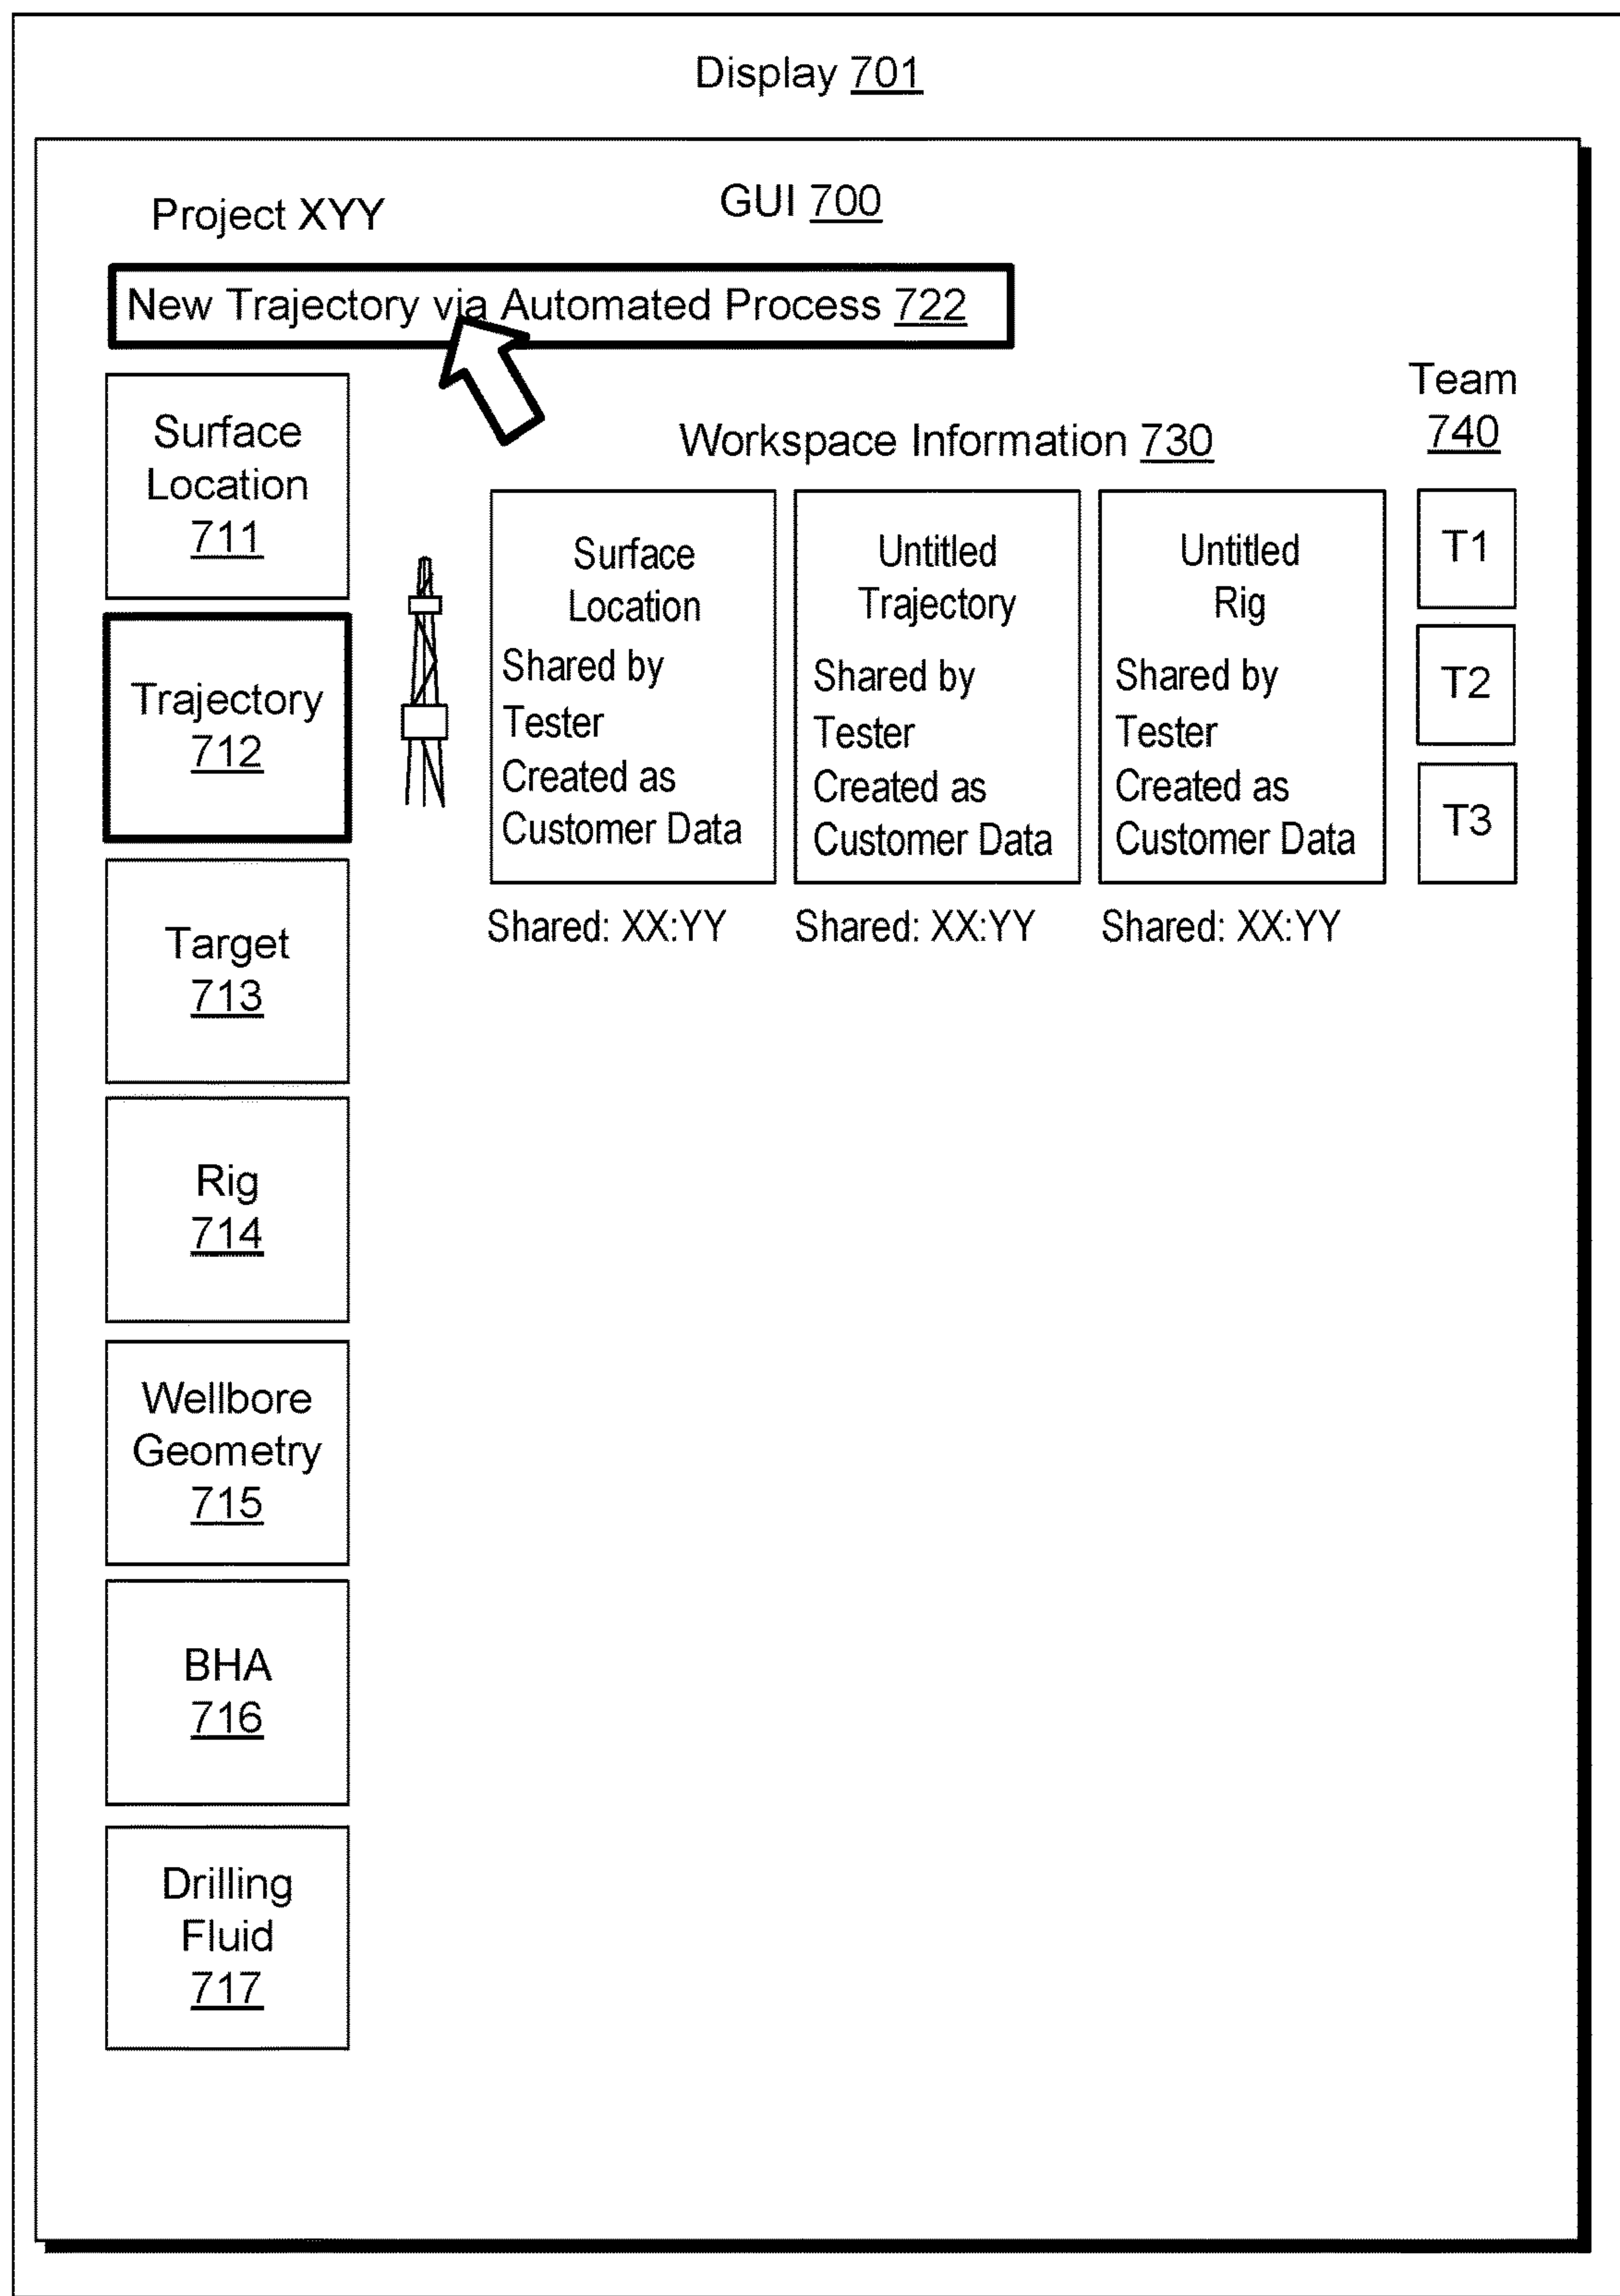 Display 701
Project XYY
GUI 700
New Trajectory via Automated Process 722
Surface
Location
711
Trajectory
712
Target
713
Rig
714
Wellbore
Geometry
715
BHA
716
Drilling
Fluid
717
Workspace Information 730
Surface
Location
Shared by
Tester
Created as
Customer Data
Shared: XX:YY
Untitled
Trajectory
Shared by
Tester
Created as
Customer Data
Shared: XX:YY
Untitled
Rig
Shared by
Tester
Created as
Customer Data
Shared: XX:YY
Team
740
T1
T2
T3